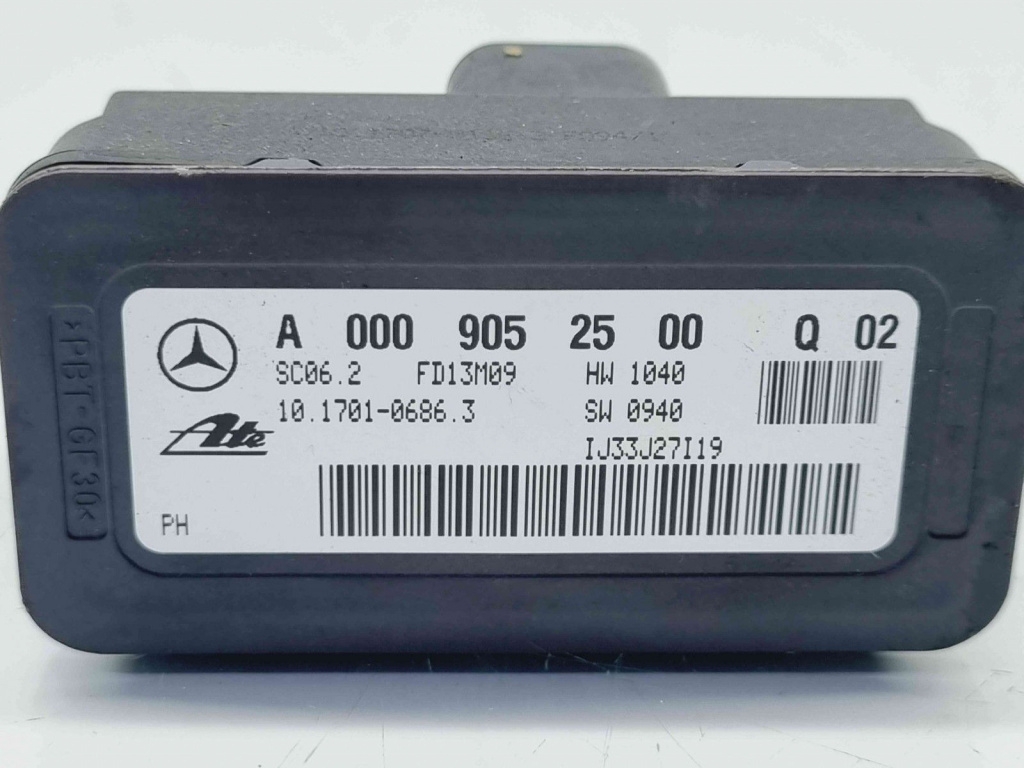 A 000 905 25 00 Q 02
SC06.2 FD13M09 HW 1040
Ate 10.1701-0686.3 SW 0940
IJ33J27I19
PH
>PBT-GF30<